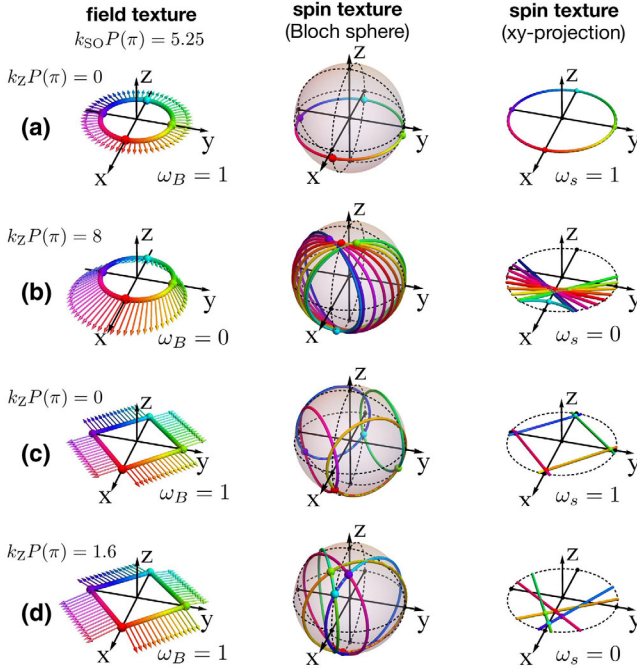 field texture
spin texture
spin texture
k_SO P(π) = 5.25
(Bloch sphere)
(xy-projection)
k_Z P(π) = 0
(a)
z
y
x
ω_B = 1
z
y
x
z
y
x
ω_s = 1
k_Z P(π) = 8
(b)
z
y
x
ω_B = 0
z
y
x
z
y
x
ω_s = 0
k_Z P(π) = 0
(c)
z
y
x
ω_B = 1
z
y
x
z
y
x
ω_s = 1
k_Z P(π) = 1.6
(d)
z
y
x
ω_B = 1
z
y
x
z
y
x
ω_s = 0